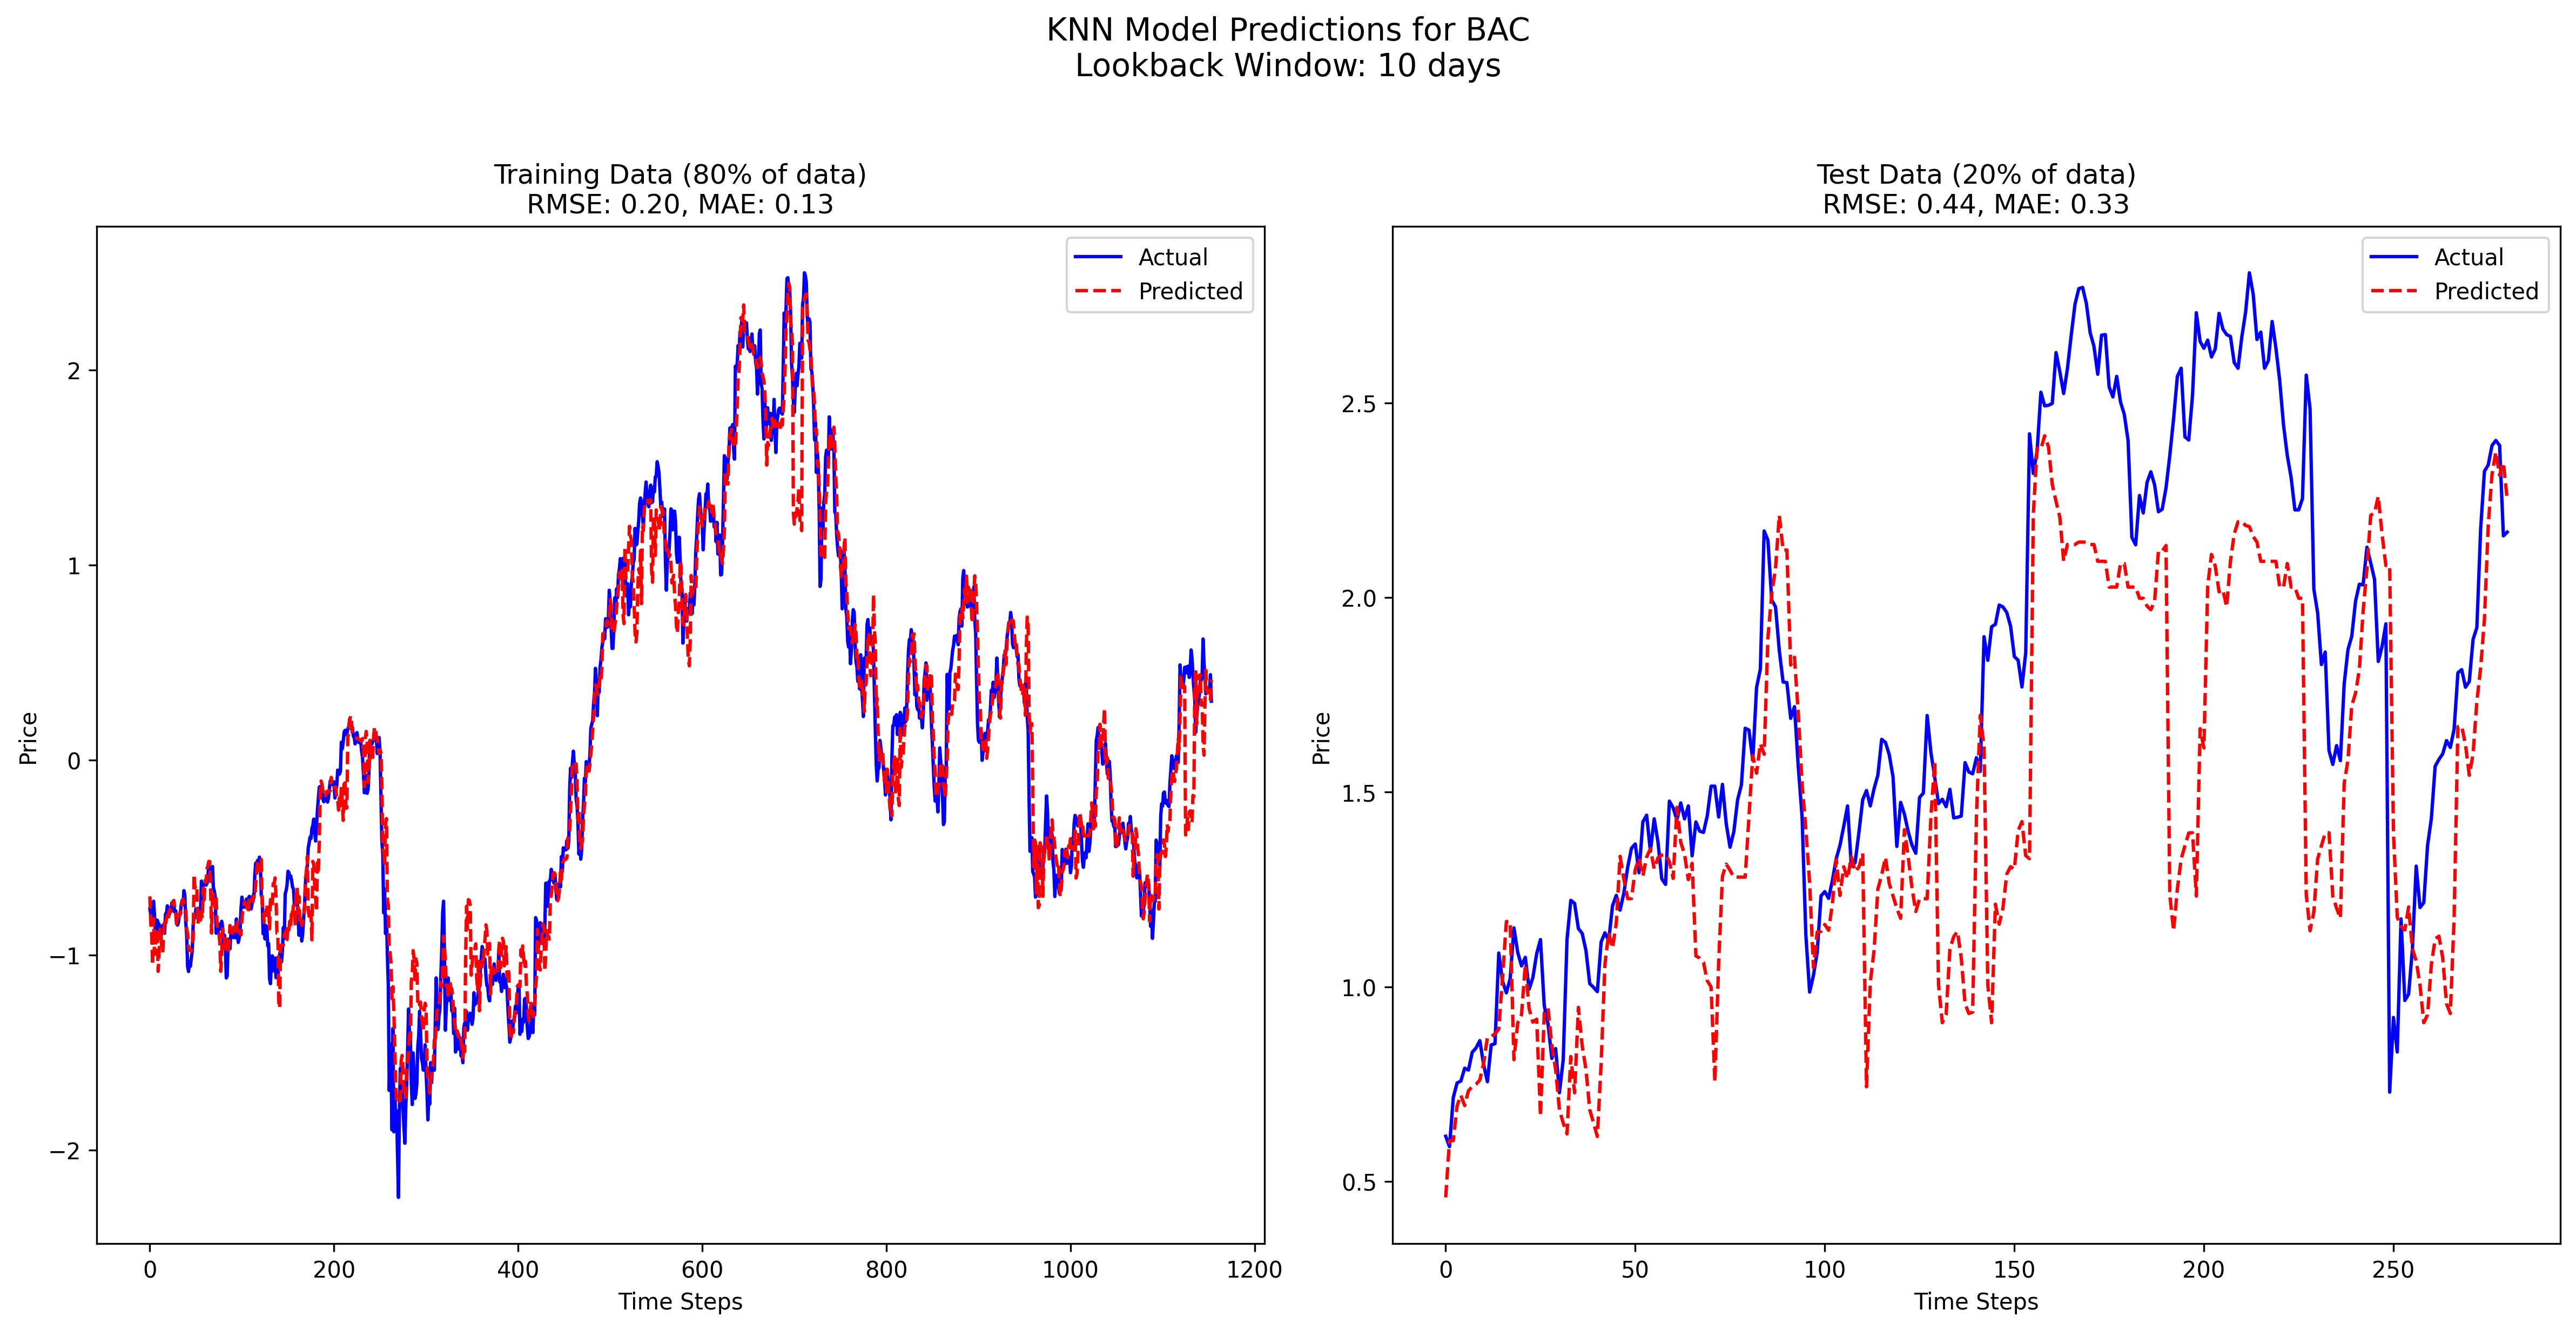 KNN Model Predictions for BAC
Lookback Window: 10 days
Training Data (80% of data)
RMSE: 0.20, MAE: 0.13
Actual
Predicted
Price
2
1
0
−1
−2
0
200
400
600
800
1000
1200
Time Steps
Test Data (20% of data)
RMSE: 0.44, MAE: 0.33
Actual
Predicted
Price
2.5
2.0
1.5
1.0
0.5
0
50
100
150
200
250
Time Steps